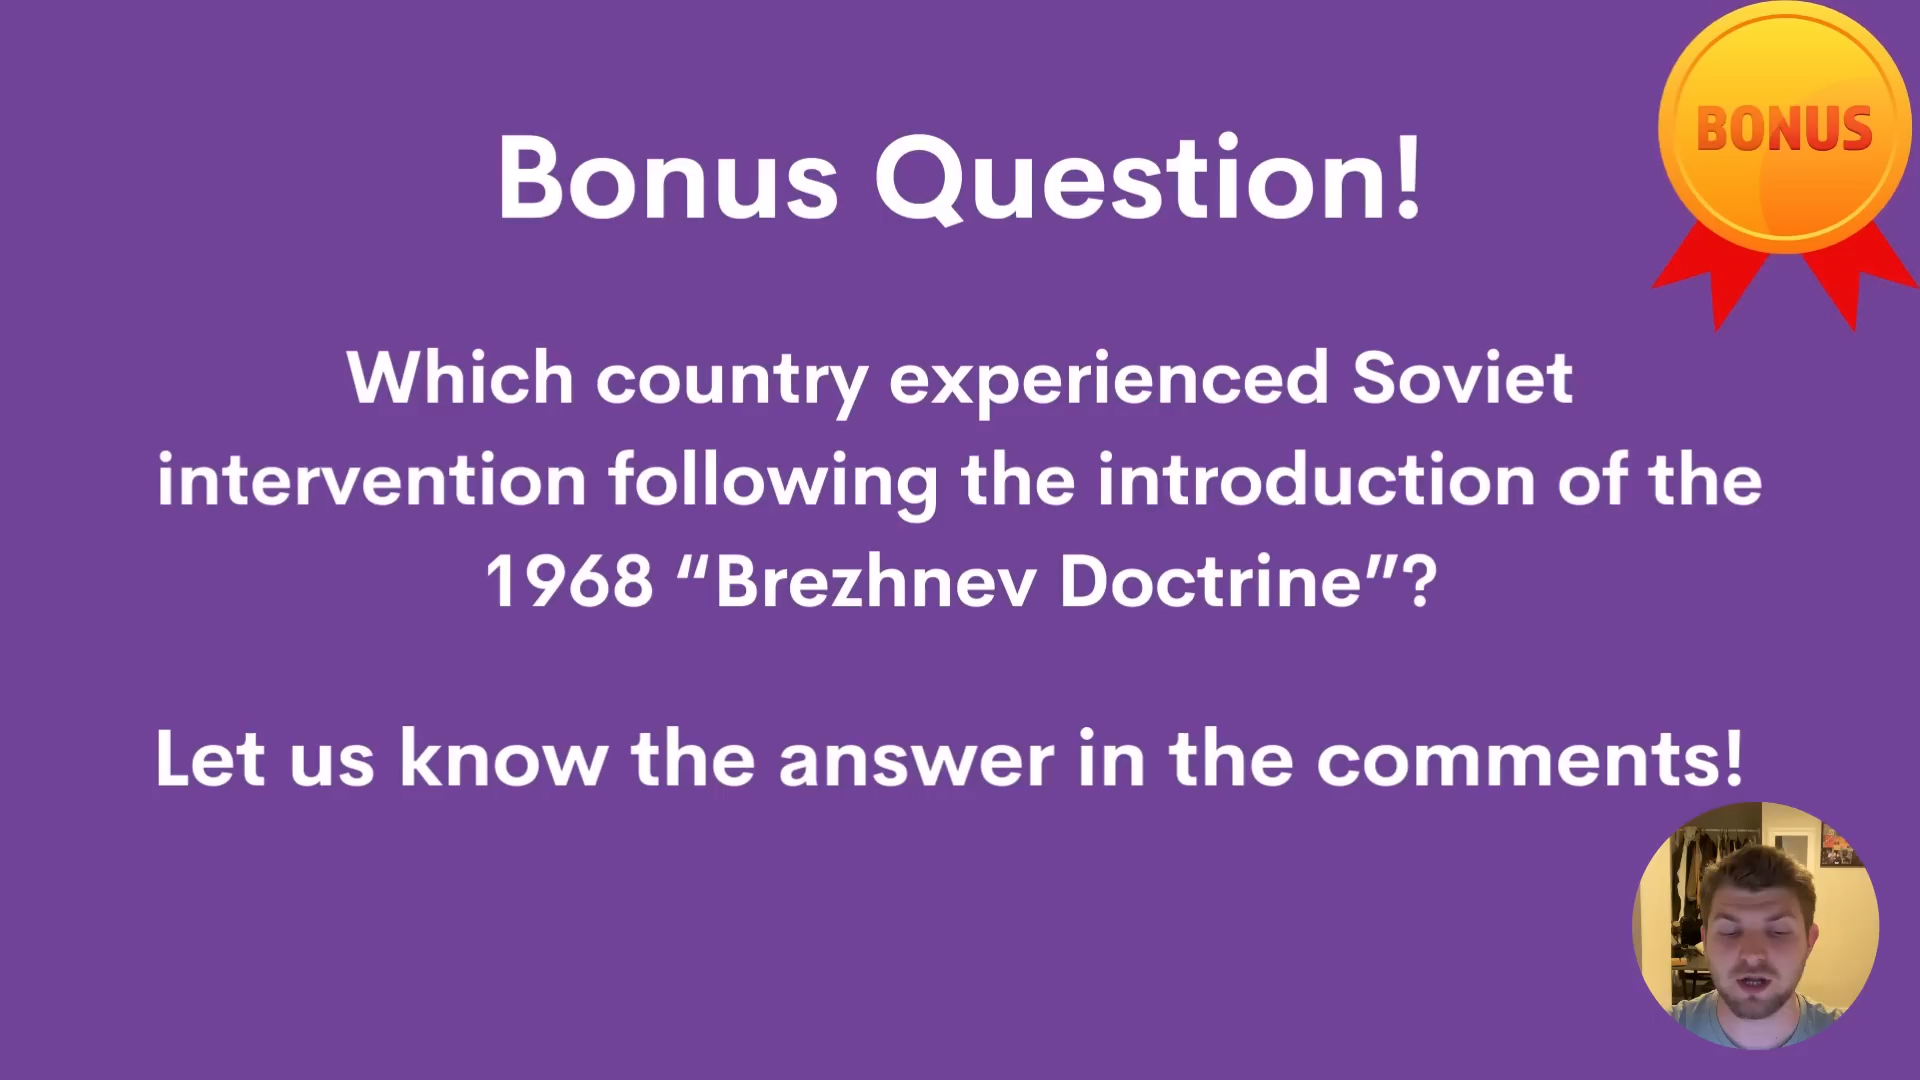 BONUS
Bonus Question!
Which country experienced Soviet
intervention following the introduction of the
1968 “Brezhnev Doctrine”?
Let us know the answer in the comments!